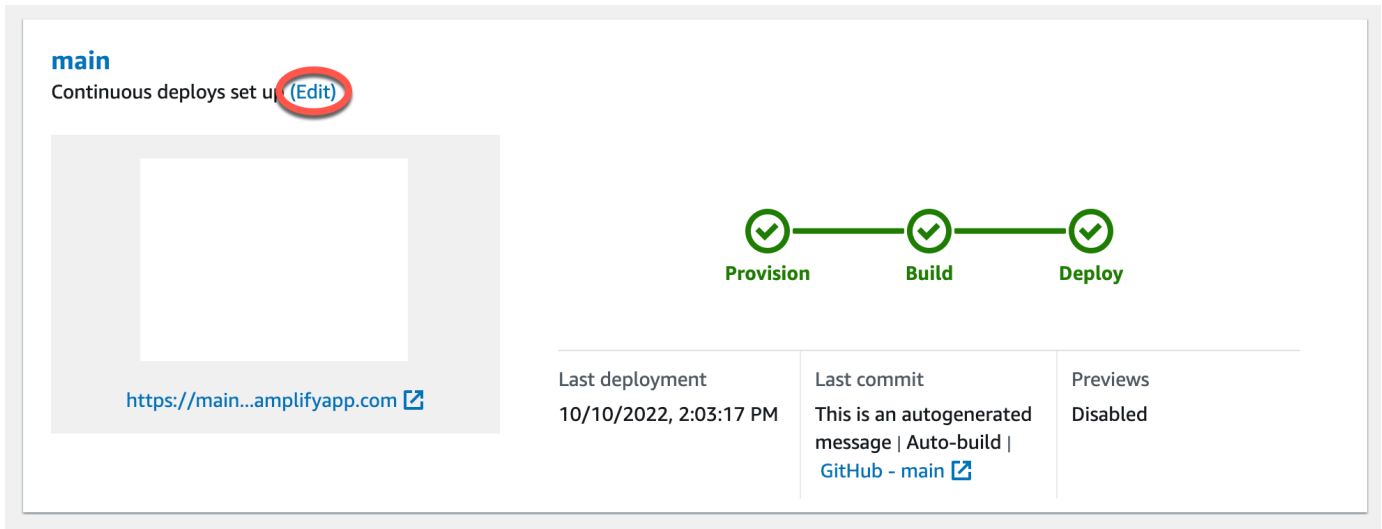 main
Continuous deploys set up (Edit)
Provision
Build
Deploy
https://main...amplifyapp.com
Last deployment
10/10/2022, 2:03:17 PM
Last commit
This is an autogenerated
message | Auto-build |
GitHub - main
Previews
Disabled